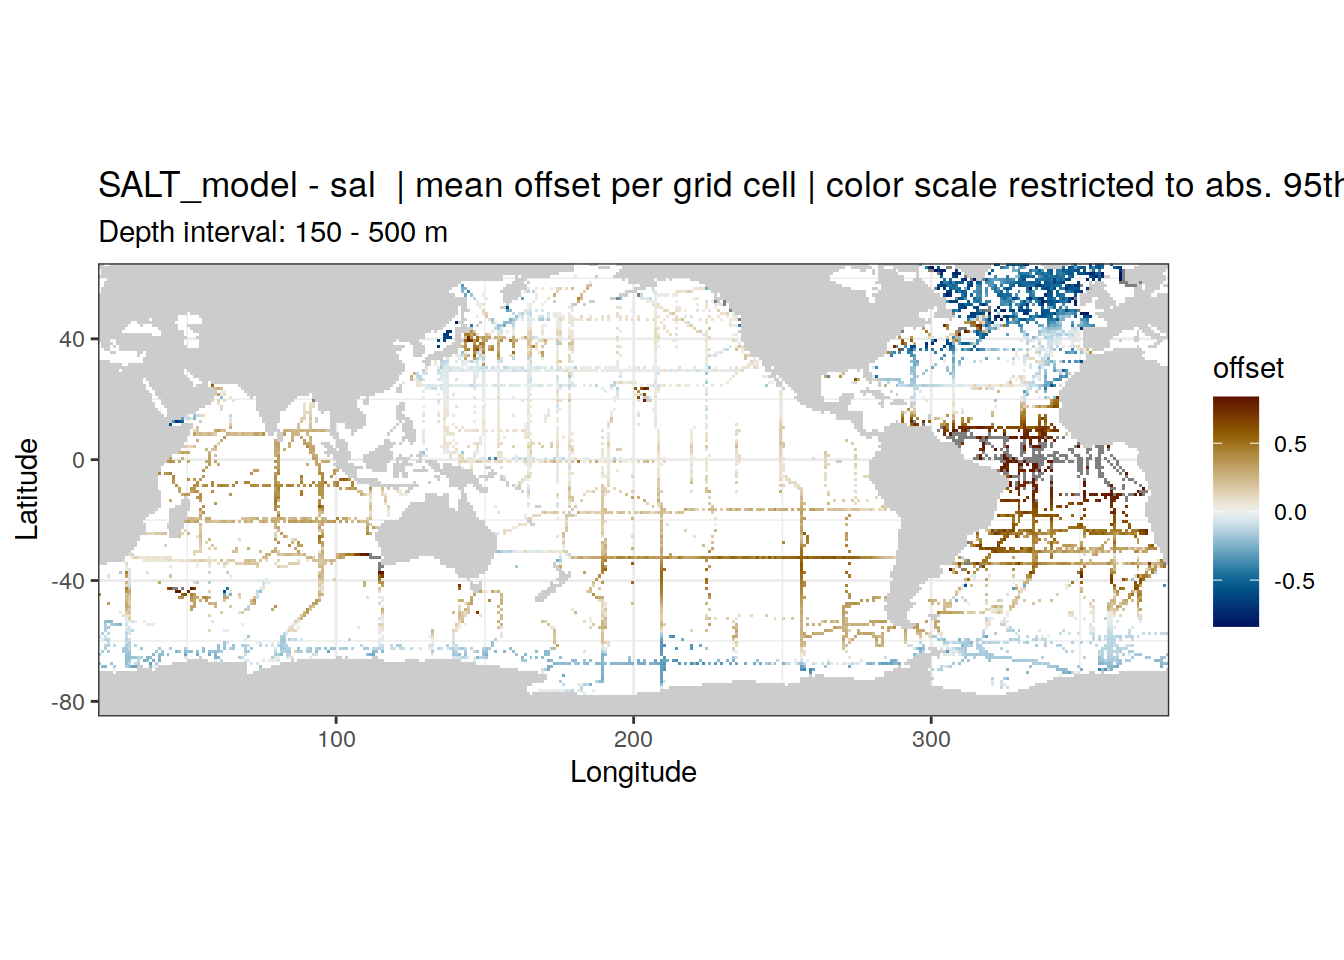 SALT_model - sal  | mean offset per grid cell | color scale restricted to abs. 95th
Depth interval: 150 - 500 m
offset
0.5
0.0
-0.5
40
0
-40
-80
Latitude
100
200
300
Longitude